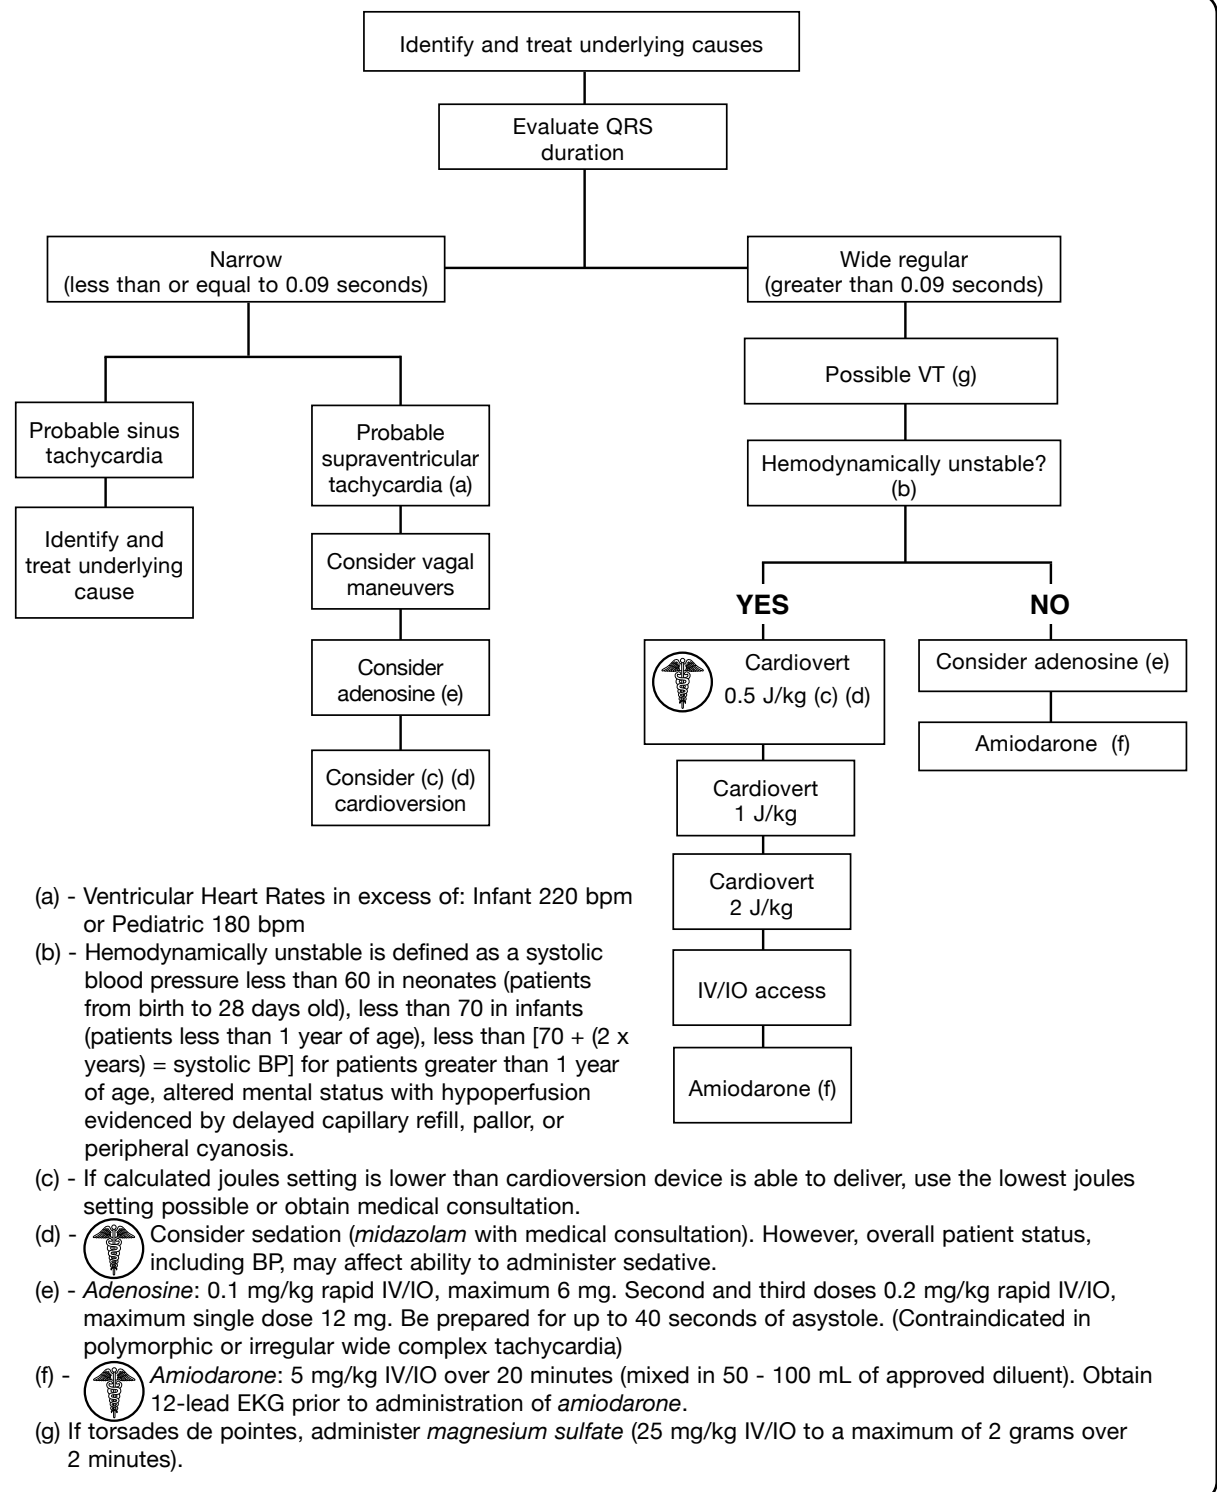 Identify and treat underlying causes
Evaluate QRS
duration
Narrow
(less than or equal to 0.09 seconds)
Wide regular
(greater than 0.09 seconds)
Probable sinus
tachycardia
Identify and
treat underlying
cause
Probable
supraventricular
tachycardia (a)
Consider vagal
maneuvers
Consider
adenosine (e)
Consider (c) (d)
cardioversion
Possible VT (g)
Hemodynamically unstable?
(b)
YES
Cardiovert
0.5 J/kg (c) (d)
Cardiovert
1 J/kg
Cardiovert
2 J/kg
IV/IO access
Amiodarone (f)
NO
Consider adenosine (e)
Amiodarone (f)
(a) - Ventricular Heart Rates in excess of: Infant 220 bpm
or Pediatric 180 bpm
(b) - Hemodynamically unstable is defined as a systolic
blood pressure less than 60 in neonates (patients
from birth to 28 days old), less than 70 in infants
(patients less than 1 year of age), less than [70 + (2 x
years) = systolic BP] for patients greater than 1 year
of age, altered mental status with hypoperfusion
evidenced by delayed capillary refill, pallor, or
peripheral cyanosis.
(c) - If calculated joules setting is lower than cardioversion device is able to deliver, use the lowest joules
setting possible or obtain medical consultation.
(d) - Consider sedation (midazolam with medical consultation). However, overall patient status,
including BP, may affect ability to administer sedative.
(e) - Adenosine: 0.1 mg/kg rapid IV/IO, maximum 6 mg. Second and third doses 0.2 mg/kg rapid IV/IO,
maximum single dose 12 mg. Be prepared for up to 40 seconds of asystole. (Contraindicated in
polymorphic or irregular wide complex tachycardia)
(f) - Amiodarone: 5 mg/kg IV/IO over 20 minutes (mixed in 50 - 100 mL of approved diluent). Obtain
12-lead EKG prior to administration of amiodarone.
(g) If torsades de pointes, administer magnesium sulfate (25 mg/kg IV/IO to a maximum of 2 grams over
2 minutes).